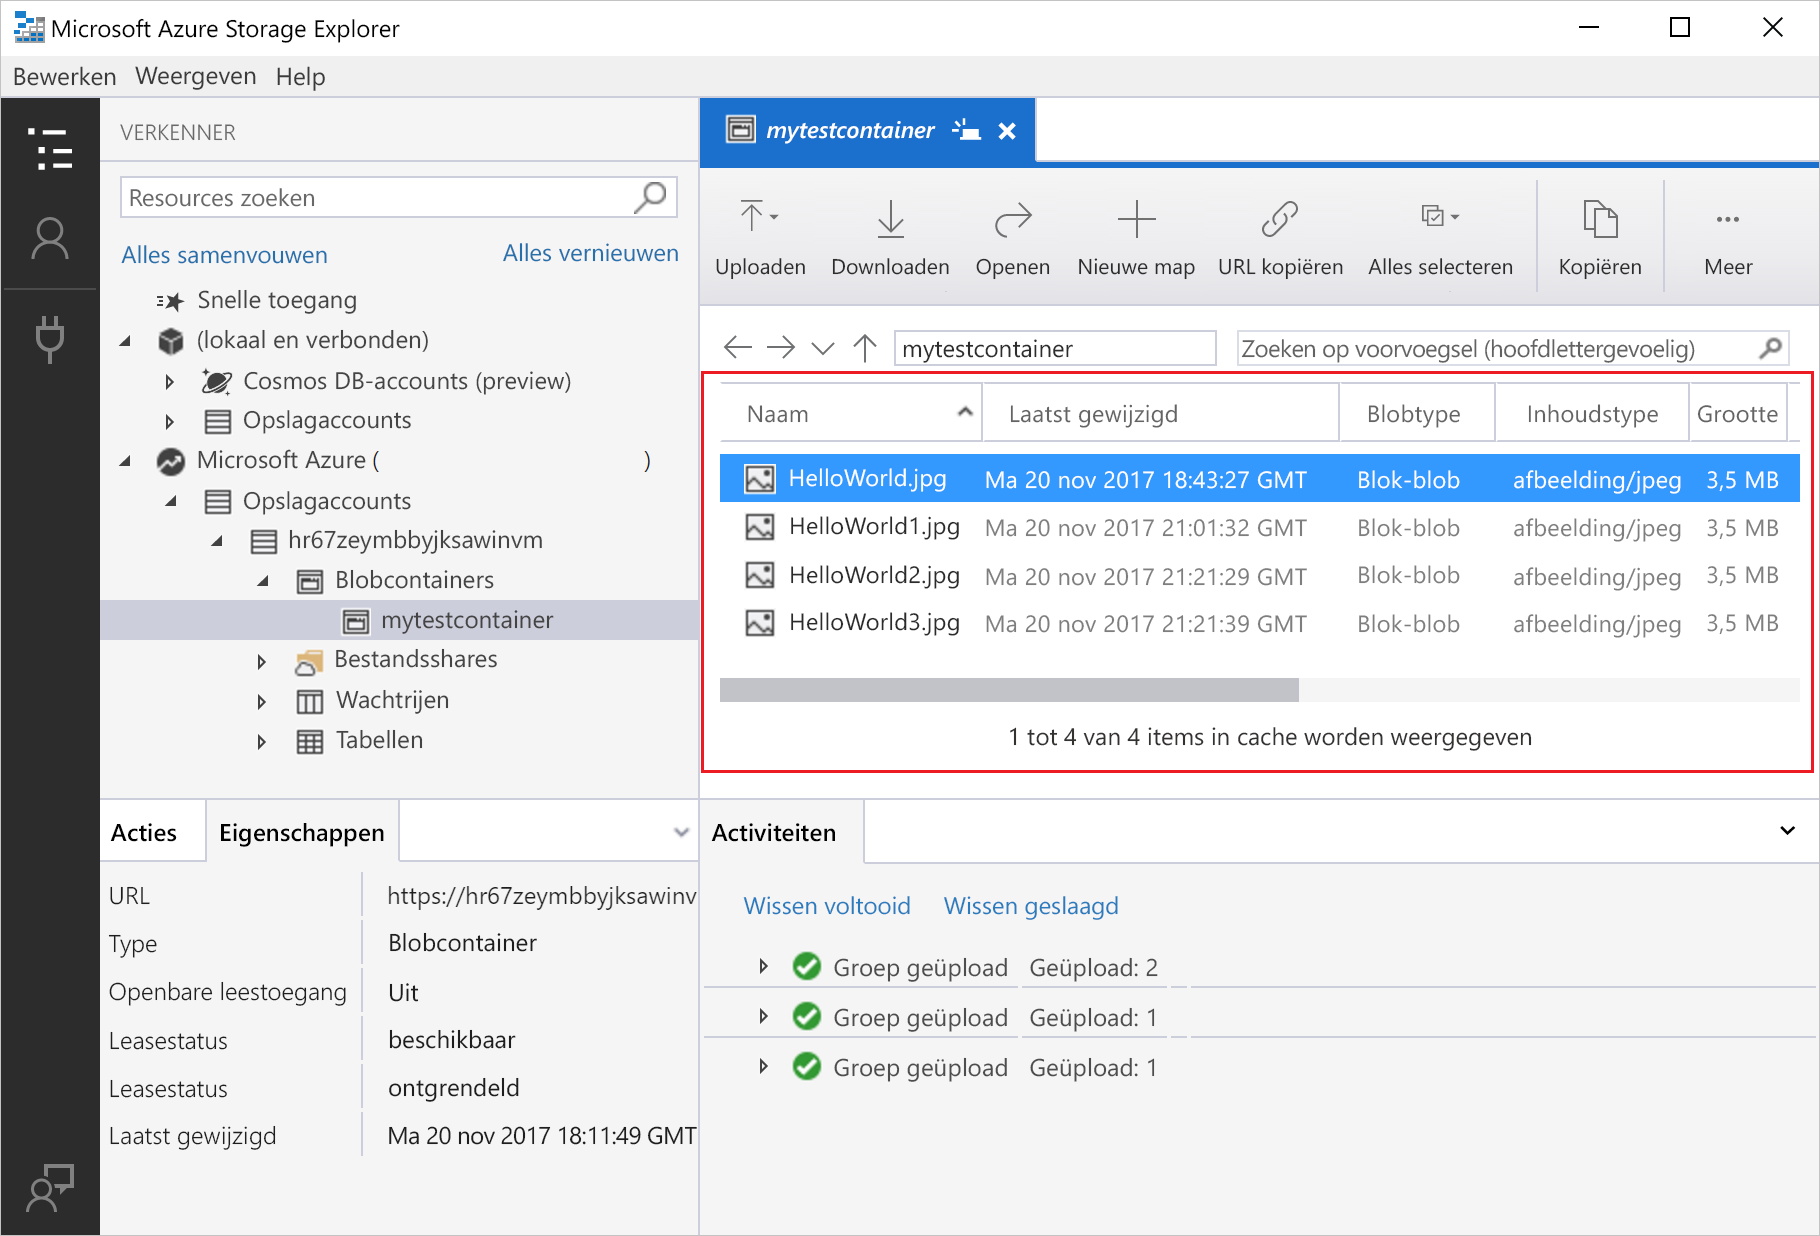 Microsoft Azure Storage Explorer
Bewerken Weergeven Help
VERKENNER
Resources zoeken
Alles samenvouwen Alles vernieuwen
Snelle toegang
(lokaal en verbonden)
Cosmos DB-accounts (preview)
Opslagaccounts
Microsoft Azure ( )
Opslagaccounts
hr67zeymbbyjksawinvm
Blobcontainers
mytestcontainer
Bestandsshares
Wachtrijen
Tabellen
mytestcontainer
Uploaden Downloaden Openen Nieuwe map URL kopiëren Alles selecteren Kopiëren Meer
mytestcontainer Zoeken op voorvoegsel (hoofdlettergevoelig)
Naam Laatst gewijzigd Blobtype Inhoudstype Grootte
HelloWorld.jpg Ma 20 nov 2017 18:43:27 GMT Blok-blob afbeelding/jpeg 3,5 MB
HelloWorld1.jpg Ma 20 nov 2017 21:01:32 GMT Blok-blob afbeelding/jpeg 3,5 MB
HelloWorld2.jpg Ma 20 nov 2017 21:21:29 GMT Blok-blob afbeelding/jpeg 3,5 MB
HelloWorld3.jpg Ma 20 nov 2017 21:21:39 GMT Blok-blob afbeelding/jpeg 3,5 MB
1 tot 4 van 4 items in cache worden weergegeven
Acties Eigenschappen
URL https://hr67zeymbbyjksawinv
Type Blobcontainer
Openbare leestoegang Uit
Leasestatus beschikbaar
Leasestatus ontgrendeld
Laatst gewijzigd Ma 20 nov 2017 18:11:49 GMT
Activiteiten
Wissen voltooid Wissen geslaagd
Groep geüpload Geüpload: 2
Groep geüpload Geüpload: 1
Groep geüpload Geüpload: 1